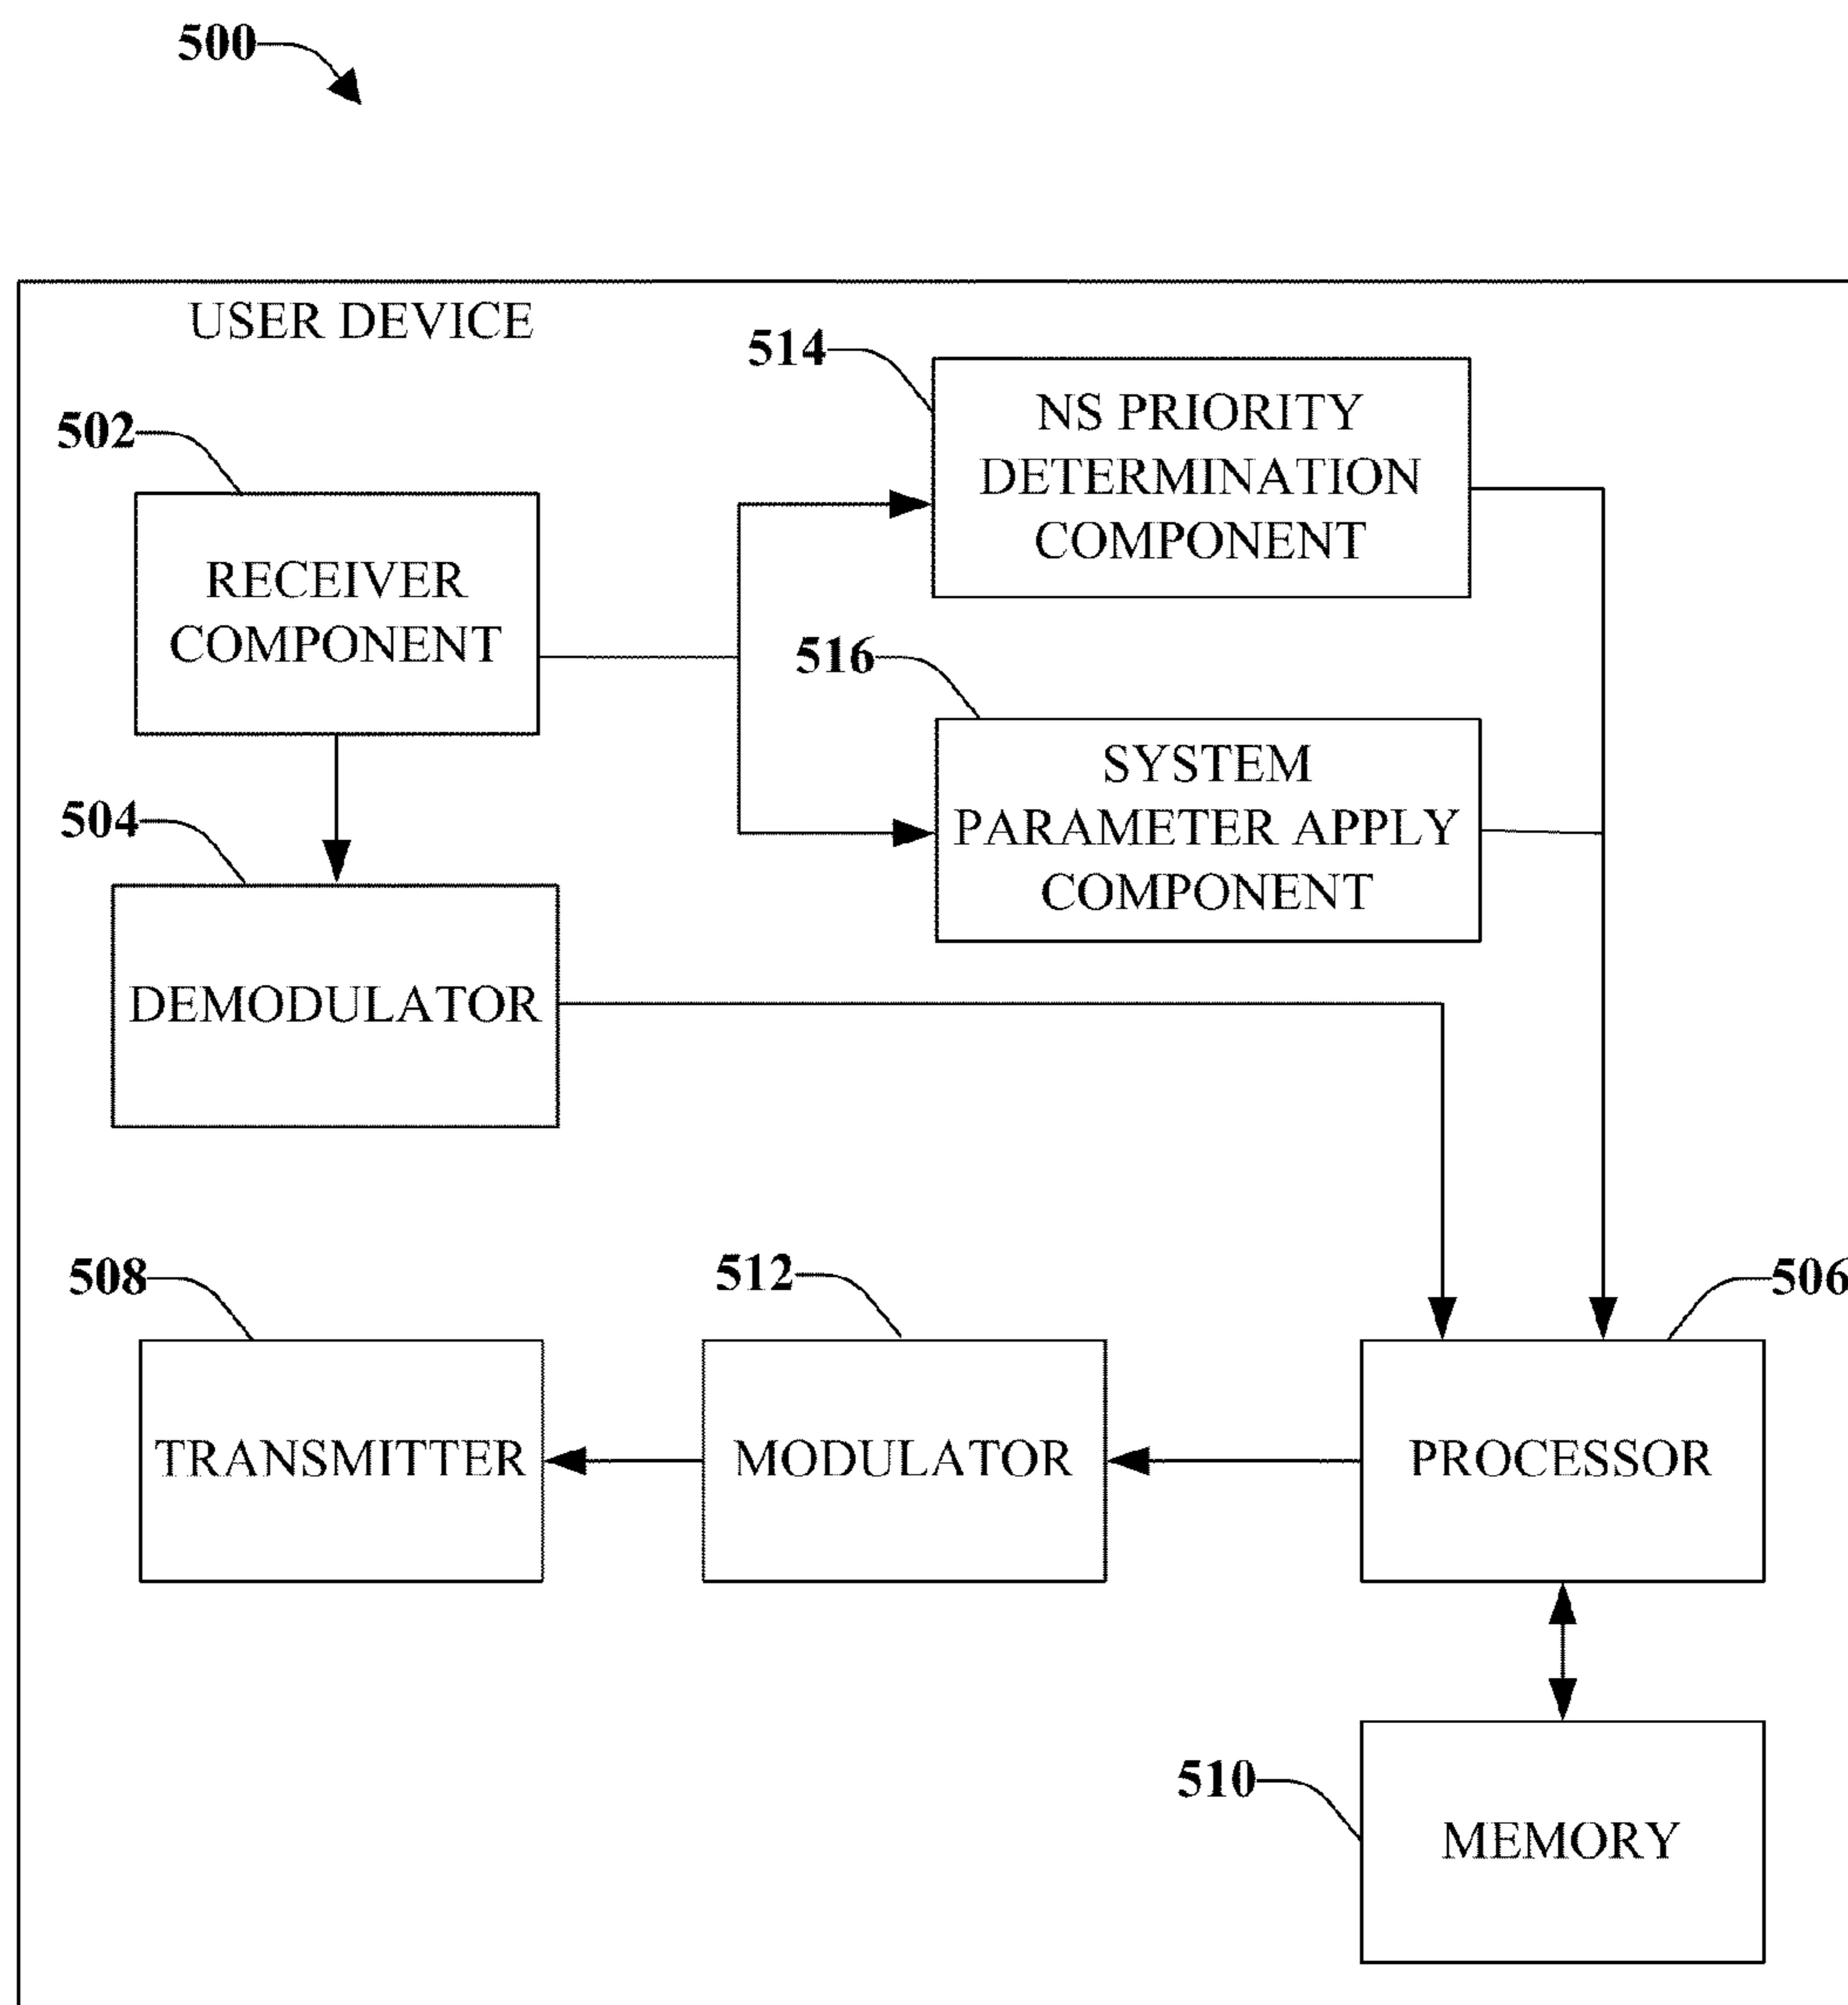 500
USER DEVICE
514
NS PRIORITY
DETERMINATION
COMPONENT
502
RECEIVER
COMPONENT
516
SYSTEM
PARAMETER APPLY
COMPONENT
504
DEMODULATOR
508
512
506
TRANSMITTER
MODULATOR
PROCESSOR
510
MEMORY